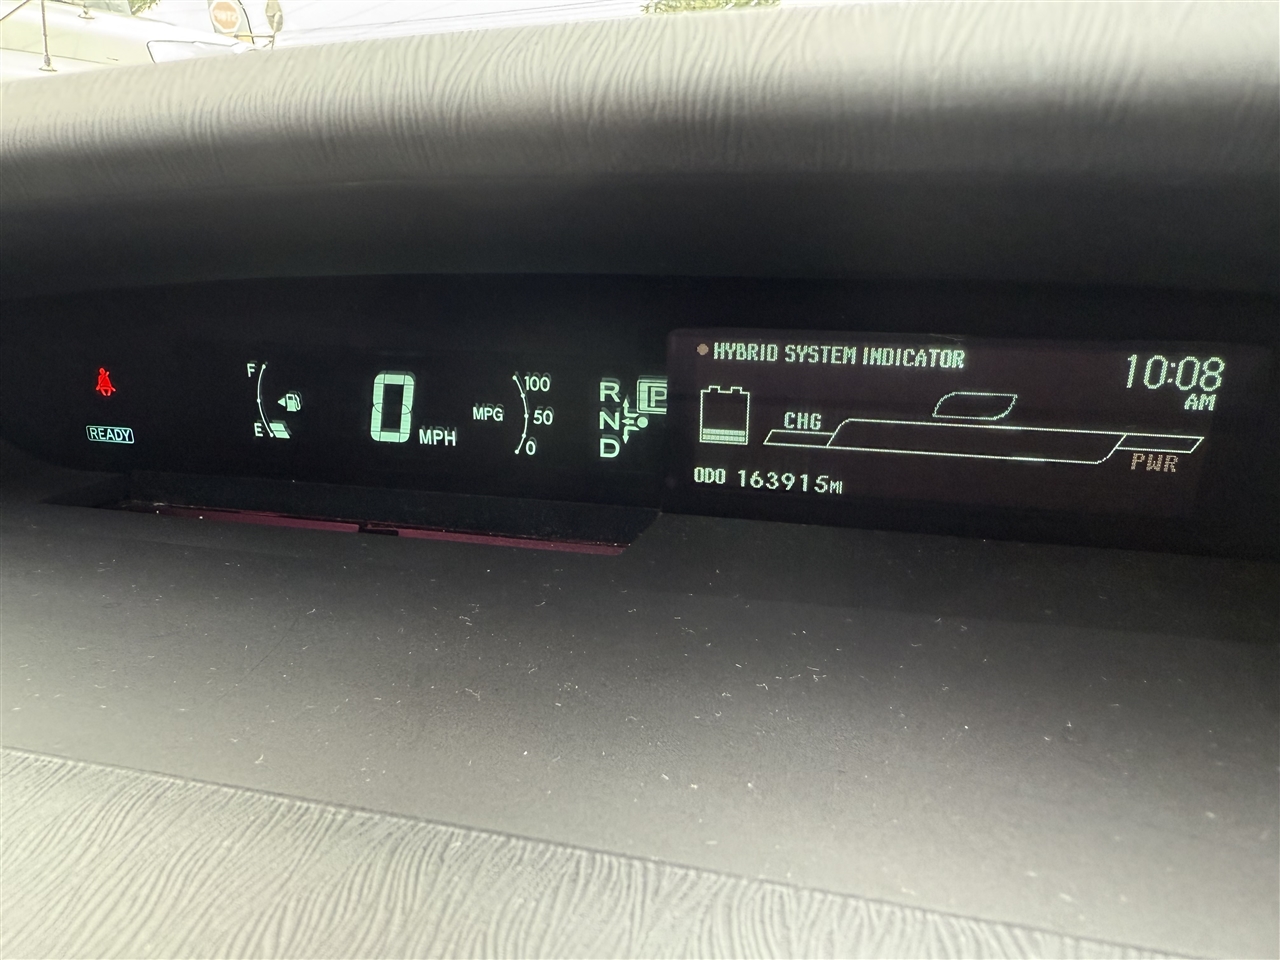 READY
F
E
0 MPH
MPG
100
50
0
R
N
D
P
HYBRID SYSTEM INDICATOR
10:08
AM
CHG
PWR
ODO 163915MI